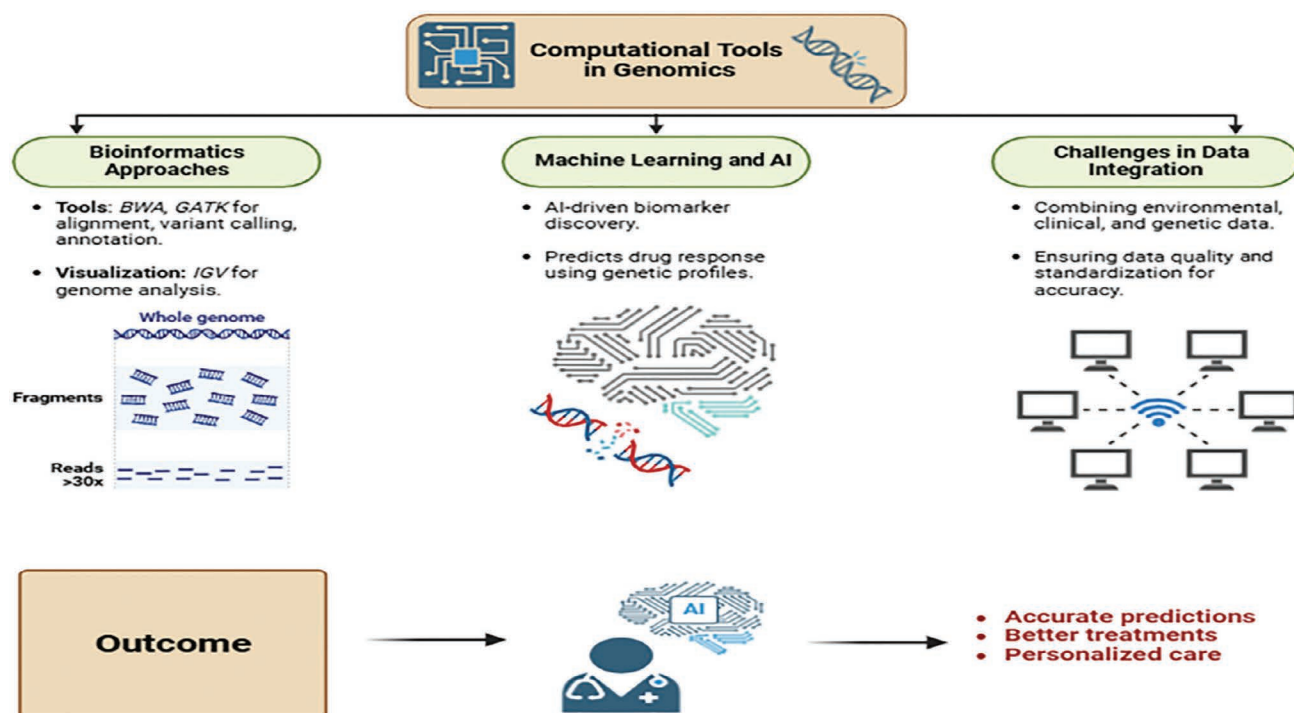 Computational Tools
in Genomics
Bioinformatics
Approaches
• Tools: BWA, GATK for
alignment, variant calling,
annotation.
• Visualization: IGV for
genome analysis.
Whole genome
Fragments
Reads
>30x
Machine Learning and AI
• AI-driven biomarker
discovery.
• Predicts drug response
using genetic profiles.
Challenges in Data
Integration
• Combining environmental,
clinical, and genetic data.
• Ensuring data quality and
standardization for
accuracy.
Outcome
AI
• Accurate predictions
• Better treatments
• Personalized care